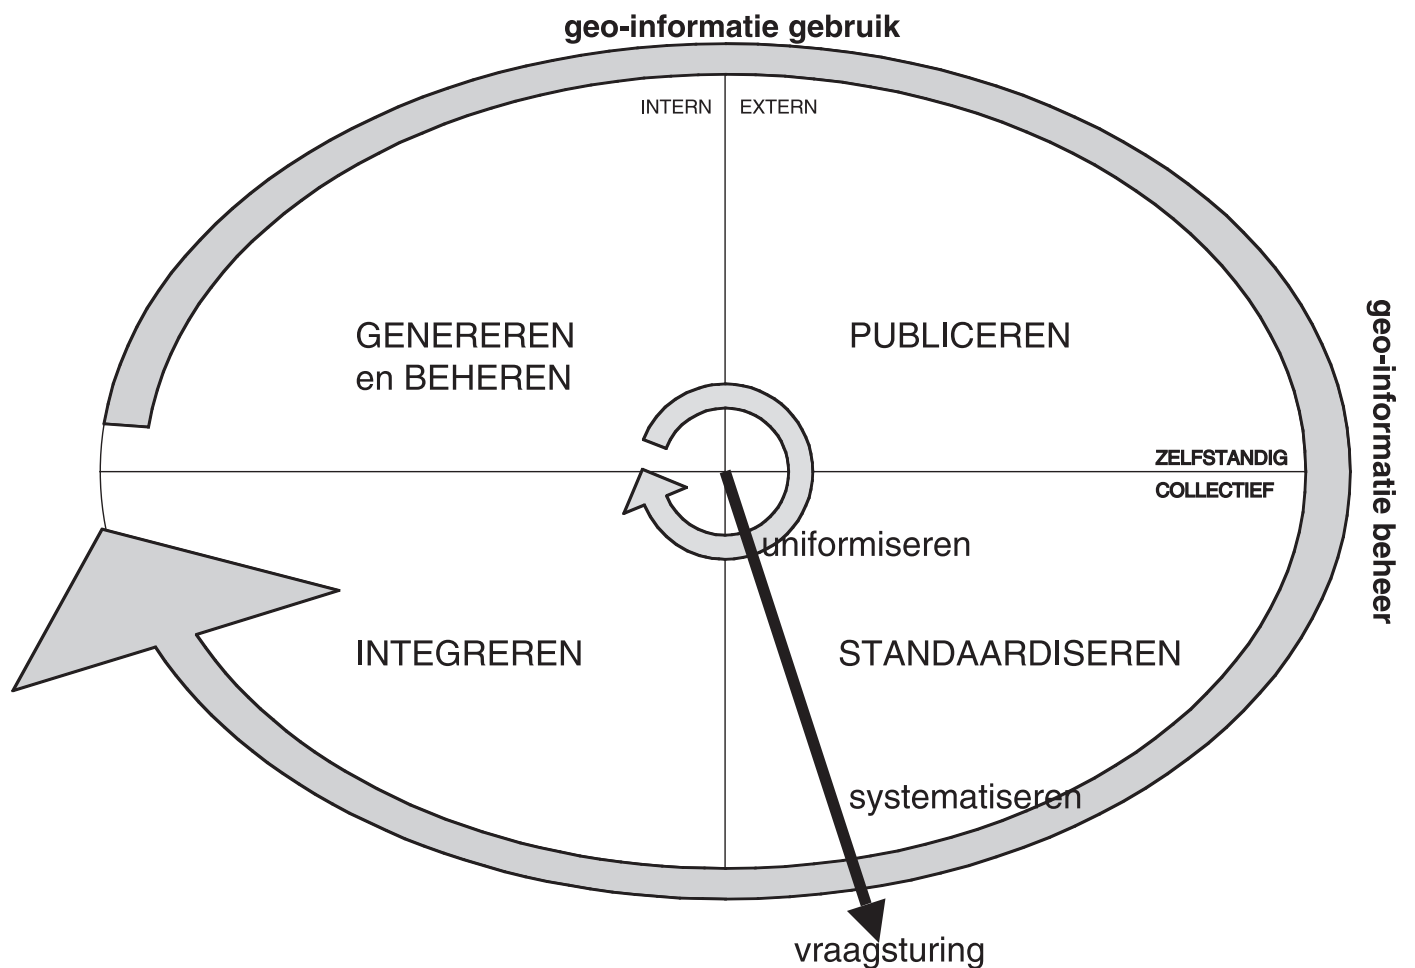 geo-informatie gebruik
INTERN
EXTERN
GENEREREN
en BEHEREN
PUBLICEREN
geo-informatie beheer
ZELFSTANDIG
COLLECTIEF
uniformiseren
INTEGREREN
STANDAARDISEREN
systematiseren
vraagsturing